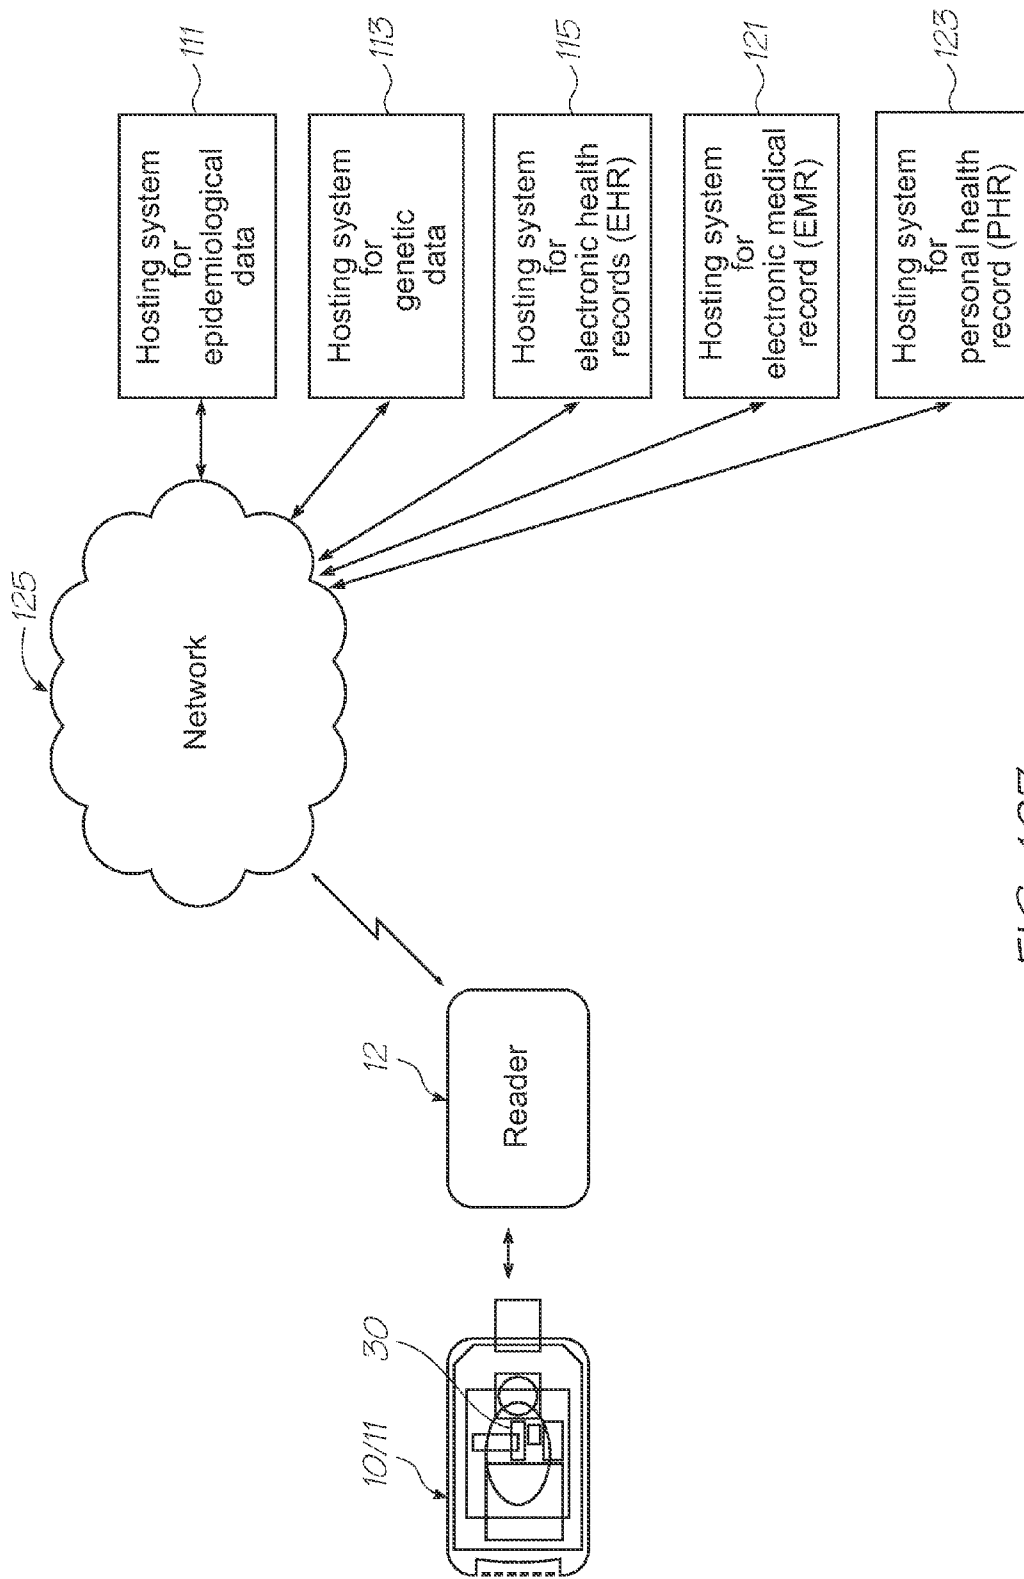 10/11
30
12
Reader
125
Network
Hosting system
for
epidemiological
data
111
Hosting system
for
genetic
data
113
Hosting system
for
electronic health
records (EHR)
115
Hosting system
for
electronic medical
record (EMR)
121
Hosting system
for
personal health
record (PHR)
123